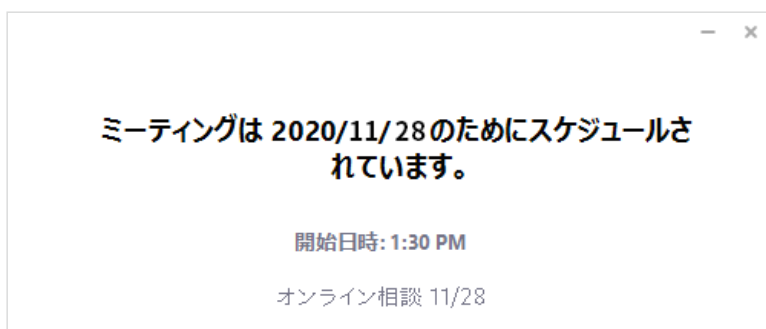 ミーティングは 2020/11/28のためにスケジュールさ
れています。
開始日時: 1:30 PM
オンライン相談 11/28